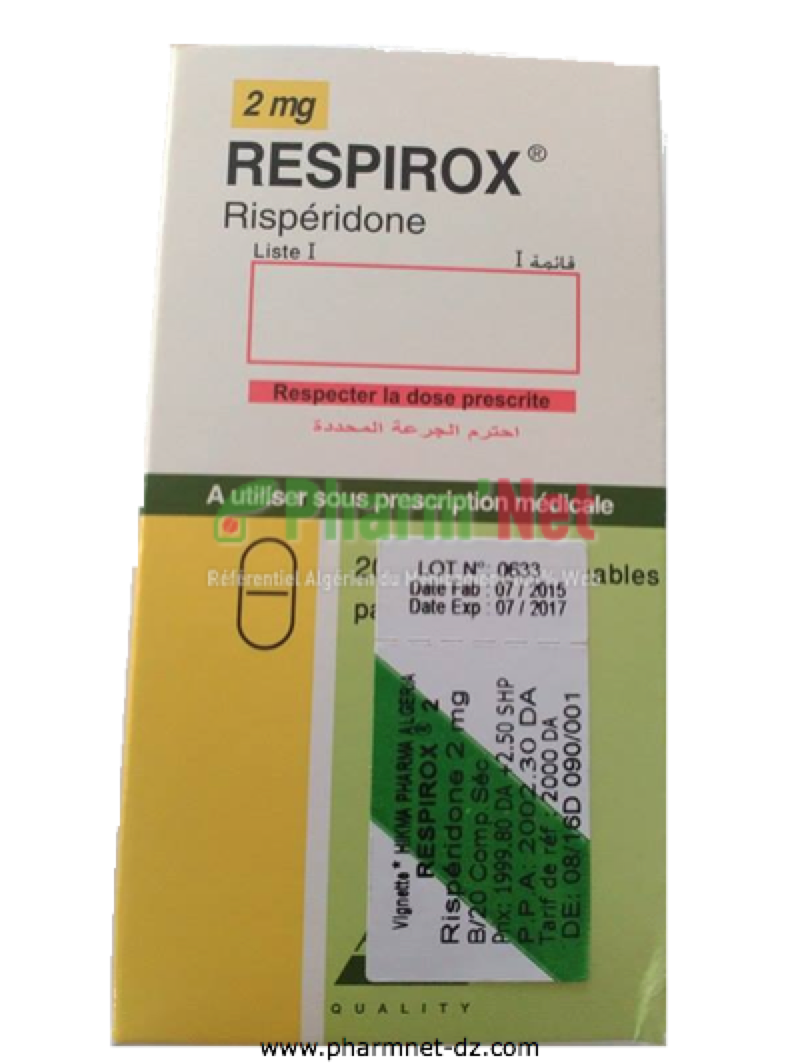 2 mg
RESPIROX®
Rispéridone
Liste I
قائمة I
Respecter la dose prescrite
احترم الجرعة المحددة
A utiliser sous prescription médicale
Pharm'Net
Référentiel Algérien du Médicament sur le Web
LOT N°: 0633
Date Fab : 07 / 2015
Date Exp : 07 / 2017
Vignette * HIKMA PHARMA ALGERIA
RESPIROX ® 2
Rispéridone 2 mg
B/20 Comp Séc
Prix: 1999.80 DA +2.50 SHP
P P A: 2002.30 DA
Tarif de réf : 2000 DA
DE: 08/16D 090/001
QUALITY
www.pharmnet-dz.com